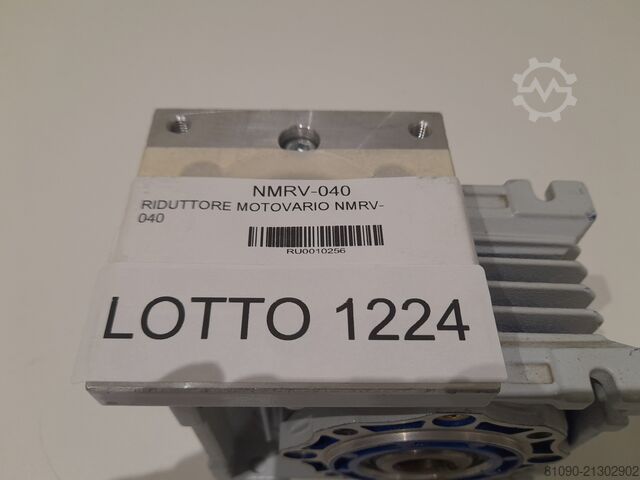 NMRV-040
RIDUTTORE MOTOVARIO NMRV-
040
RU0010256
LOTTO 1224
81090-21302902